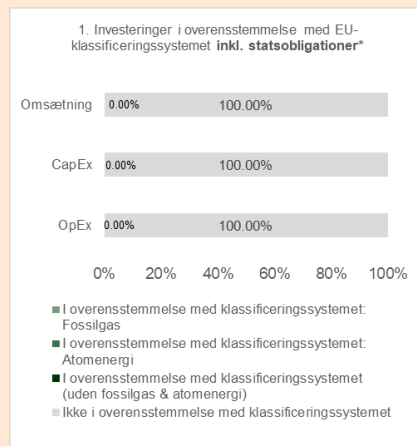 1. Investeringer i overensstemmelse med EU-
klassificeringssystemet inkl. statsobligationer*
Omsætning 0.00% 100.00%
CapEx 0.00% 100.00%
OpEx 0.00% 100.00%
0% 20% 40% 60% 80% 100%
I overensstemmelse med klassificeringssystemet:
Fossilgas
I overensstemmelse med klassificeringssystemet:
Atomenergi
I overensstemmelse med klassificeringssystemet
(uden fossilgas & atomenergi)
Ikke i overensstemmelse med klassificeringssystemet